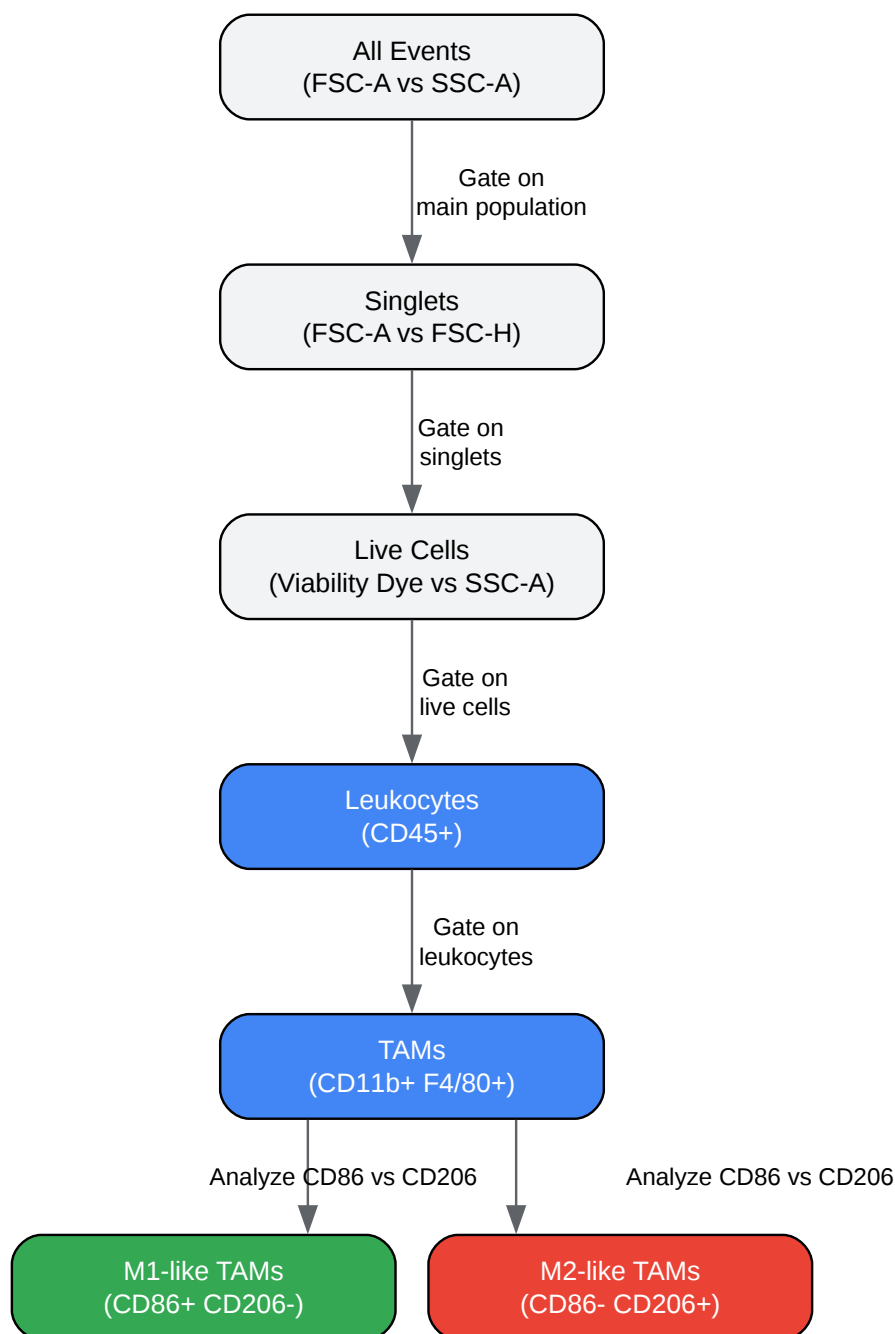 All Events
(FSC-A vs SSC-A)
Gate on
main population
Singlets
(FSC-A vs FSC-H)
Gate on
singlets
Live Cells
(Viability Dye vs SSC-A)
Gate on
live cells
Leukocytes
(CD45+)
Gate on
leukocytes
TAMs
(CD11b+ F4/80+)
Analyze CD86 vs CD206
Analyze CD86 vs CD206
M1-like TAMs
(CD86+ CD206-)
M2-like TAMs
(CD86- CD206+)